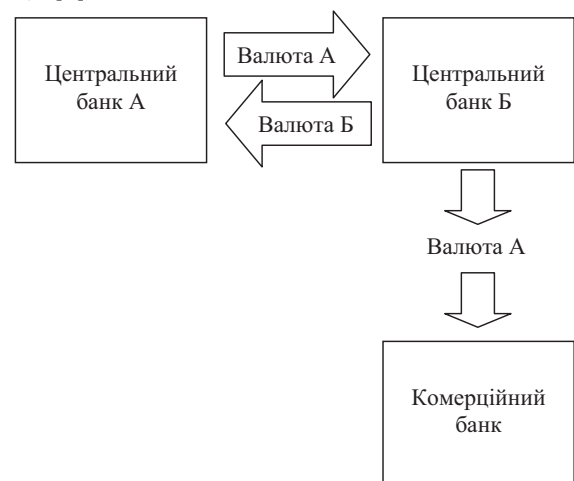 Центральний
банк А
Валюта А
Валюта Б
Центральний
банк Б
Валюта А
Комерційний
банк